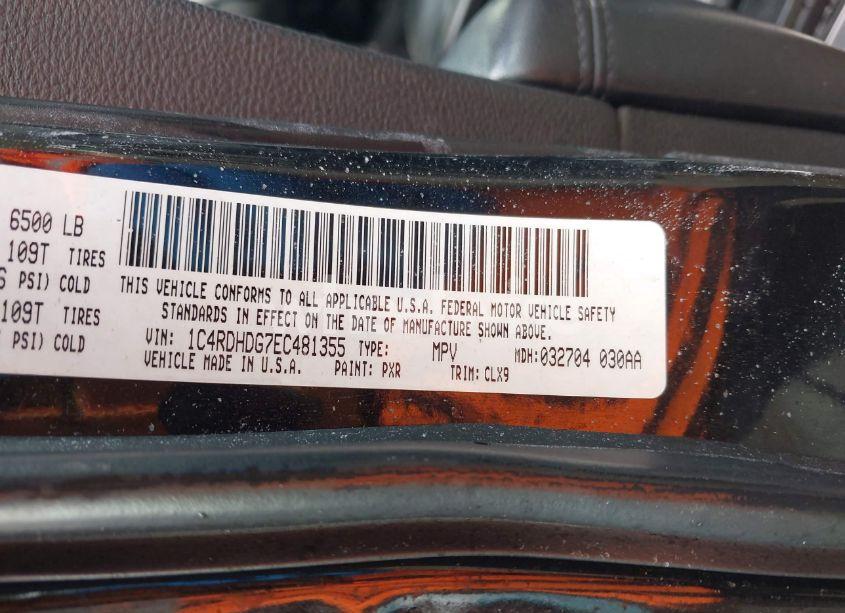 6500 LB
109T TIRES
PSI) COLD
109T TIRES
PSI) COLD
THIS VEHICLE CONFORMS TO ALL APPLICABLE U.S.A. FEDERAL MOTOR VEHICLE SAFETY
STANDARDS IN EFFECT ON THE DATE OF MANUFACTURE SHOWN ABOVE.
VIN: 1C4RDHDG7EC481355 TYPE: MPV MDH:032704 030AA
VEHICLE MADE IN U.S.A. PAINT: PXR TRIM:CLX9